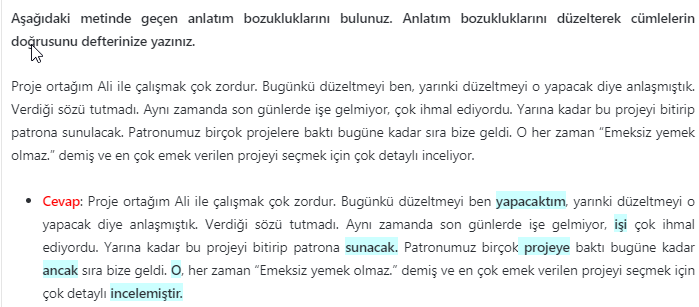 Aşağıdaki metinde geçen anlatım bozukluklarını bulunuz. Anlatım bozukluklarını düzelterek cümlelerin
doğrusunu defterinize yazınız.
Proje ortağım Ali ile çalışmak çok zordur. Bugünkü düzeltmeyi ben, yarınki düzeltmeyi o yapacak diye anlaşmıştık.
Verdiği sözü tutmadı. Aynı zamanda son günlerde işe gelmiyor, çok ihmal ediyordu. Yarına kadar bu projeyi bitirip
patrona sunulacak. Patronumuz birçok projelere baktı bugüne kadar sıra bize geldi. O her zaman “Emeksiz yemek
olmaz.” demiş ve en çok emek verilen projeyi seçmek için çok detaylı inceliyor.
• Cevap: Proje ortağım Ali ile çalışmak çok zordur. Bugünkü düzeltmeyi ben yapacaktım, yarınki düzeltmeyi o
yapacak diye anlaşmıştık. Verdiği sözü tutmadı. Aynı zamanda son günlerde işe gelmiyor, işi çok ihmal
ediyordu. Yarına kadar bu projeyi bitirip patrona sunacak. Patronumuz birçok projeye baktı bugüne kadar
ancak sıra bize geldi. O, her zaman “Emeksiz yemek olmaz.” demiş ve en çok emek verilen projeyi seçmek için
çok detaylı incelemiştir.